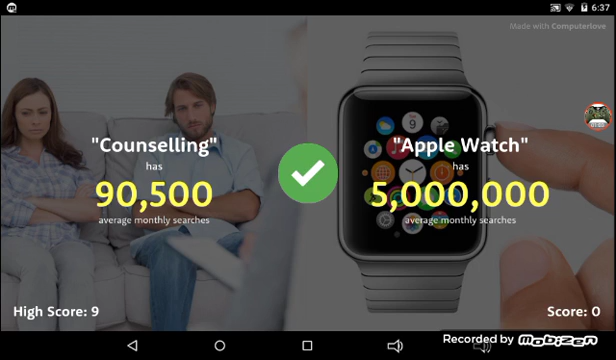 6:37
Made with Computerlove
"Counselling"
has
90,500
average monthly searches
"Apple Watch"
has
5,000,000
average monthly searches
High Score: 9
Score: 0
Recorded by
Mobizen